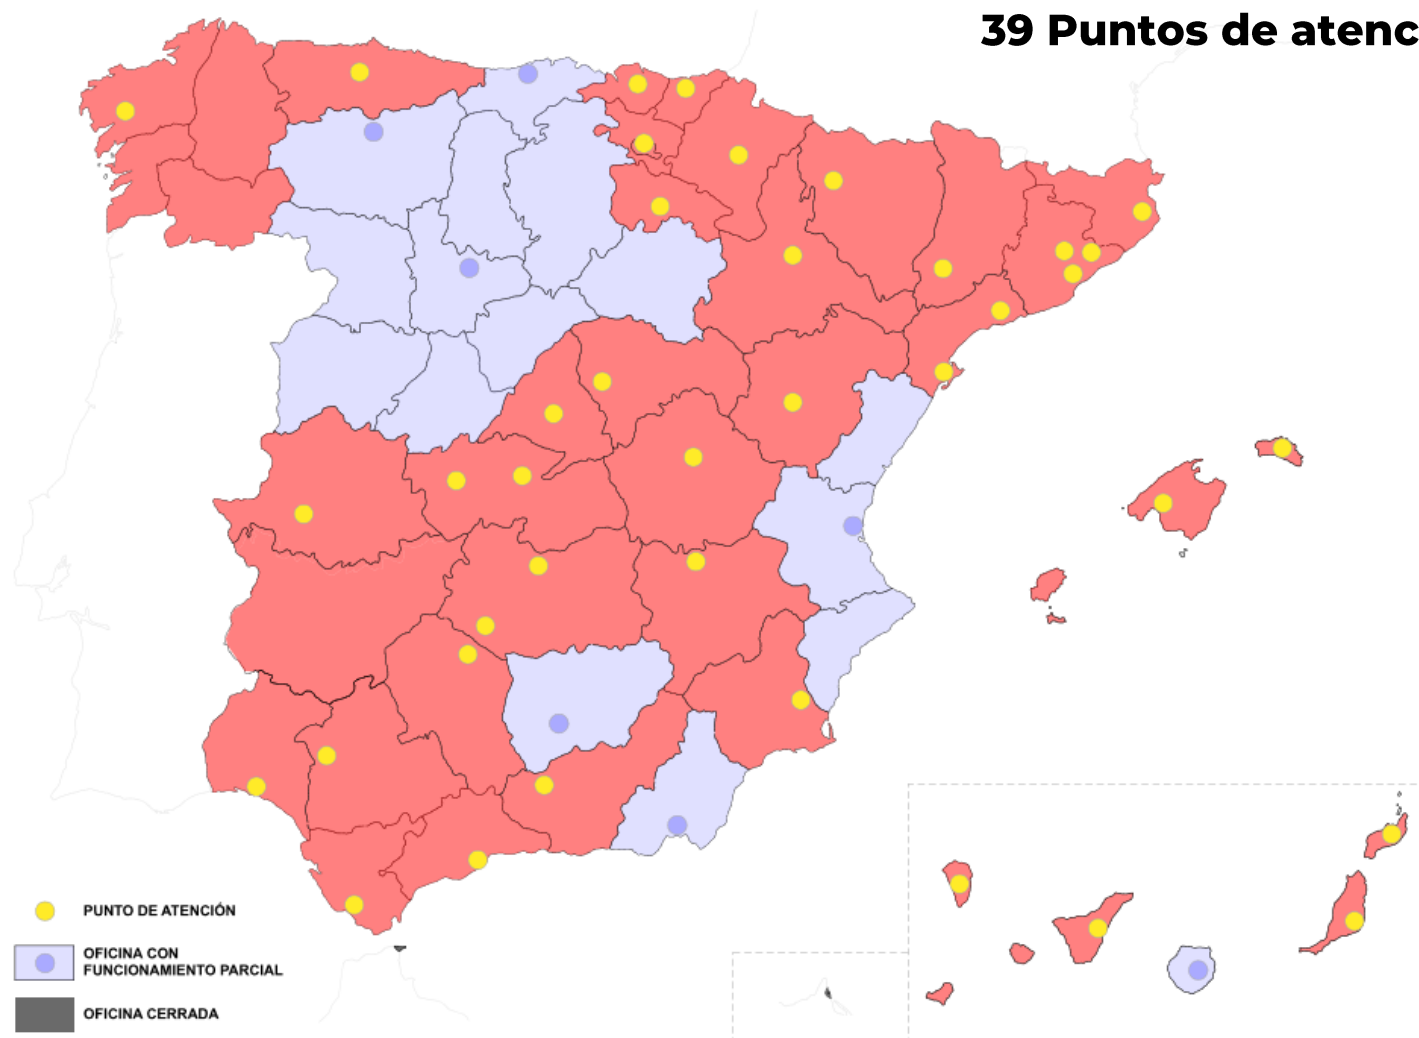 39 Puntos de atenc
PUNTO DE ATENCIÓN
OFICINA CON
FUNCIONAMIENTO PARCIAL
OFICINA CERRADA